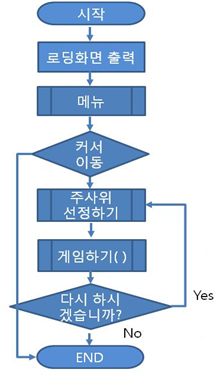 시작
로딩화면 출력
메뉴
커서
이동
주사위
선정하기
게임하기( )
다시 하시
겠습니까?
Yes
No
END